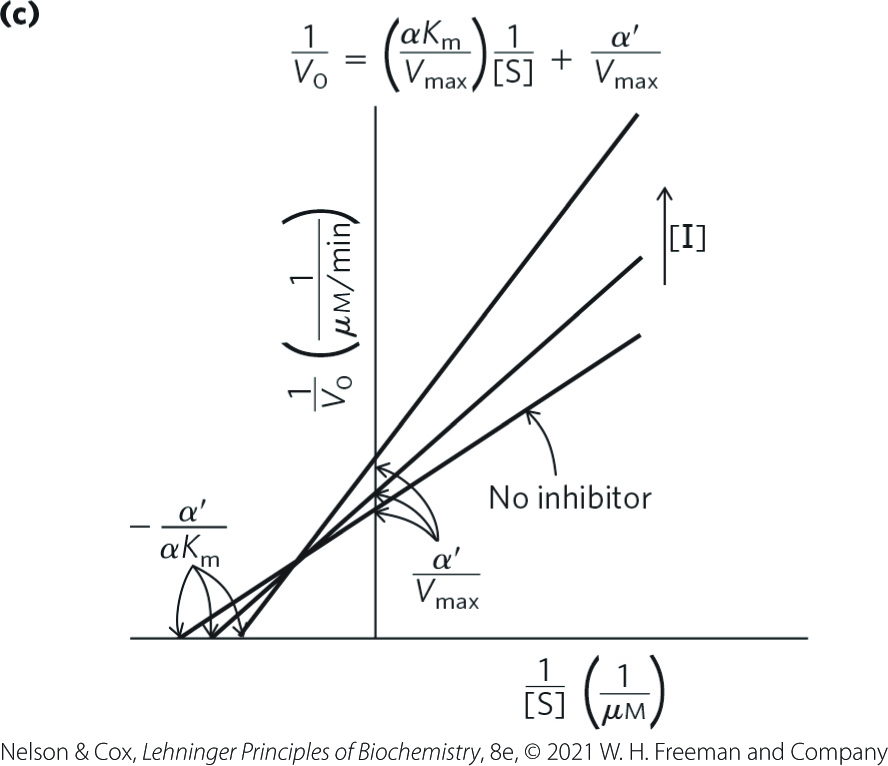 (c)
1/V₀ = (αKₘ/Vₘₐₓ) 1/[S] + α′/Vₘₐₓ
1/V₀ (1/μM/min)
[I]
No inhibitor
− α′/αKₘ
α′/Vₘₐₓ
1/[S] (1/μM)
Nelson & Cox, Lehninger Principles of Biochemistry, 8e, © 2021 W. H. Freeman and Company